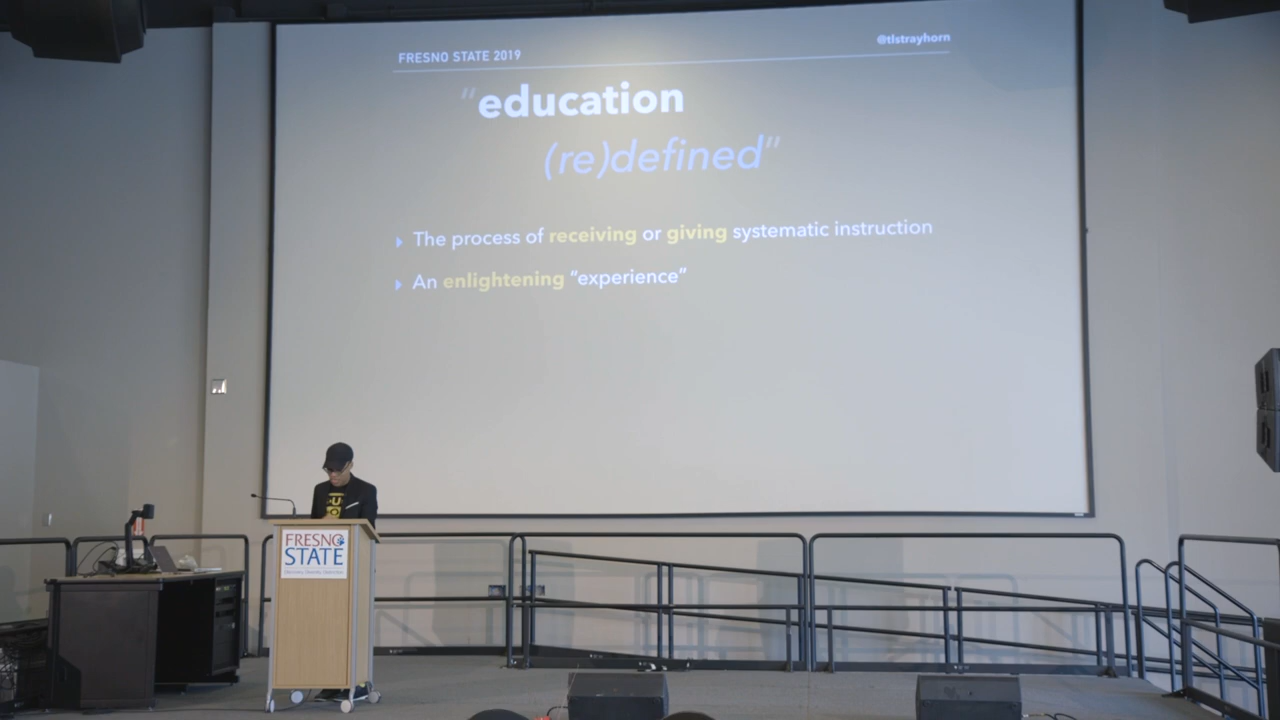 FRESNO STATE 2019
@tlstrayhorn
"education
(re)defined"
The process of receiving or giving systematic instruction
An enlightening “experience”
FRESNO
STATE